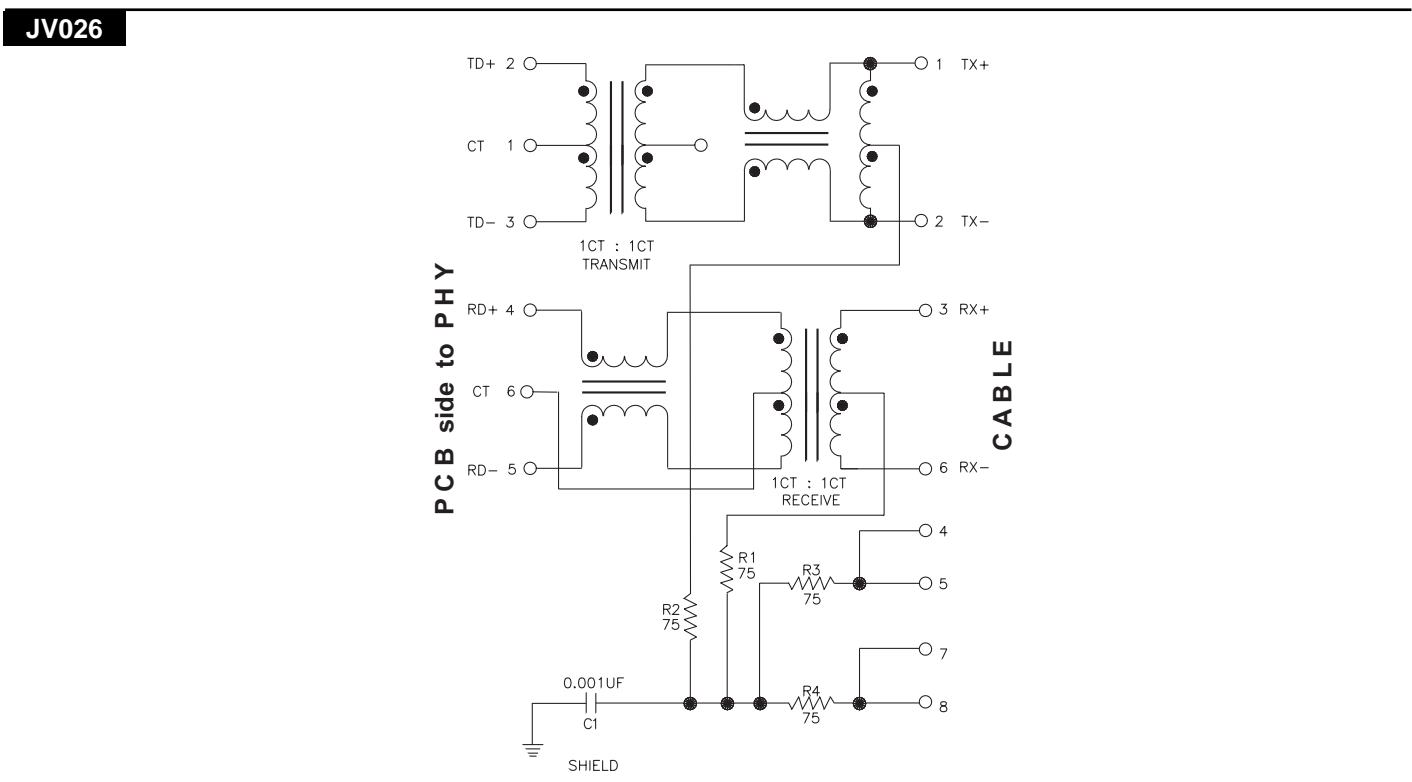 JV026
TD+ 2
1 TX+
CT 1
TD− 3
2 TX−
1CT : 1CT
TRANSMIT
PCB side to PHY
RD+ 4
3 RX+
CT 6
CABLE
RD− 5
6 RX−
1CT : 1CT
RECEIVE
4
R1
75
R3
75
5
R2
75
7
0.001UF
C1
R4
75
8
SHIELD